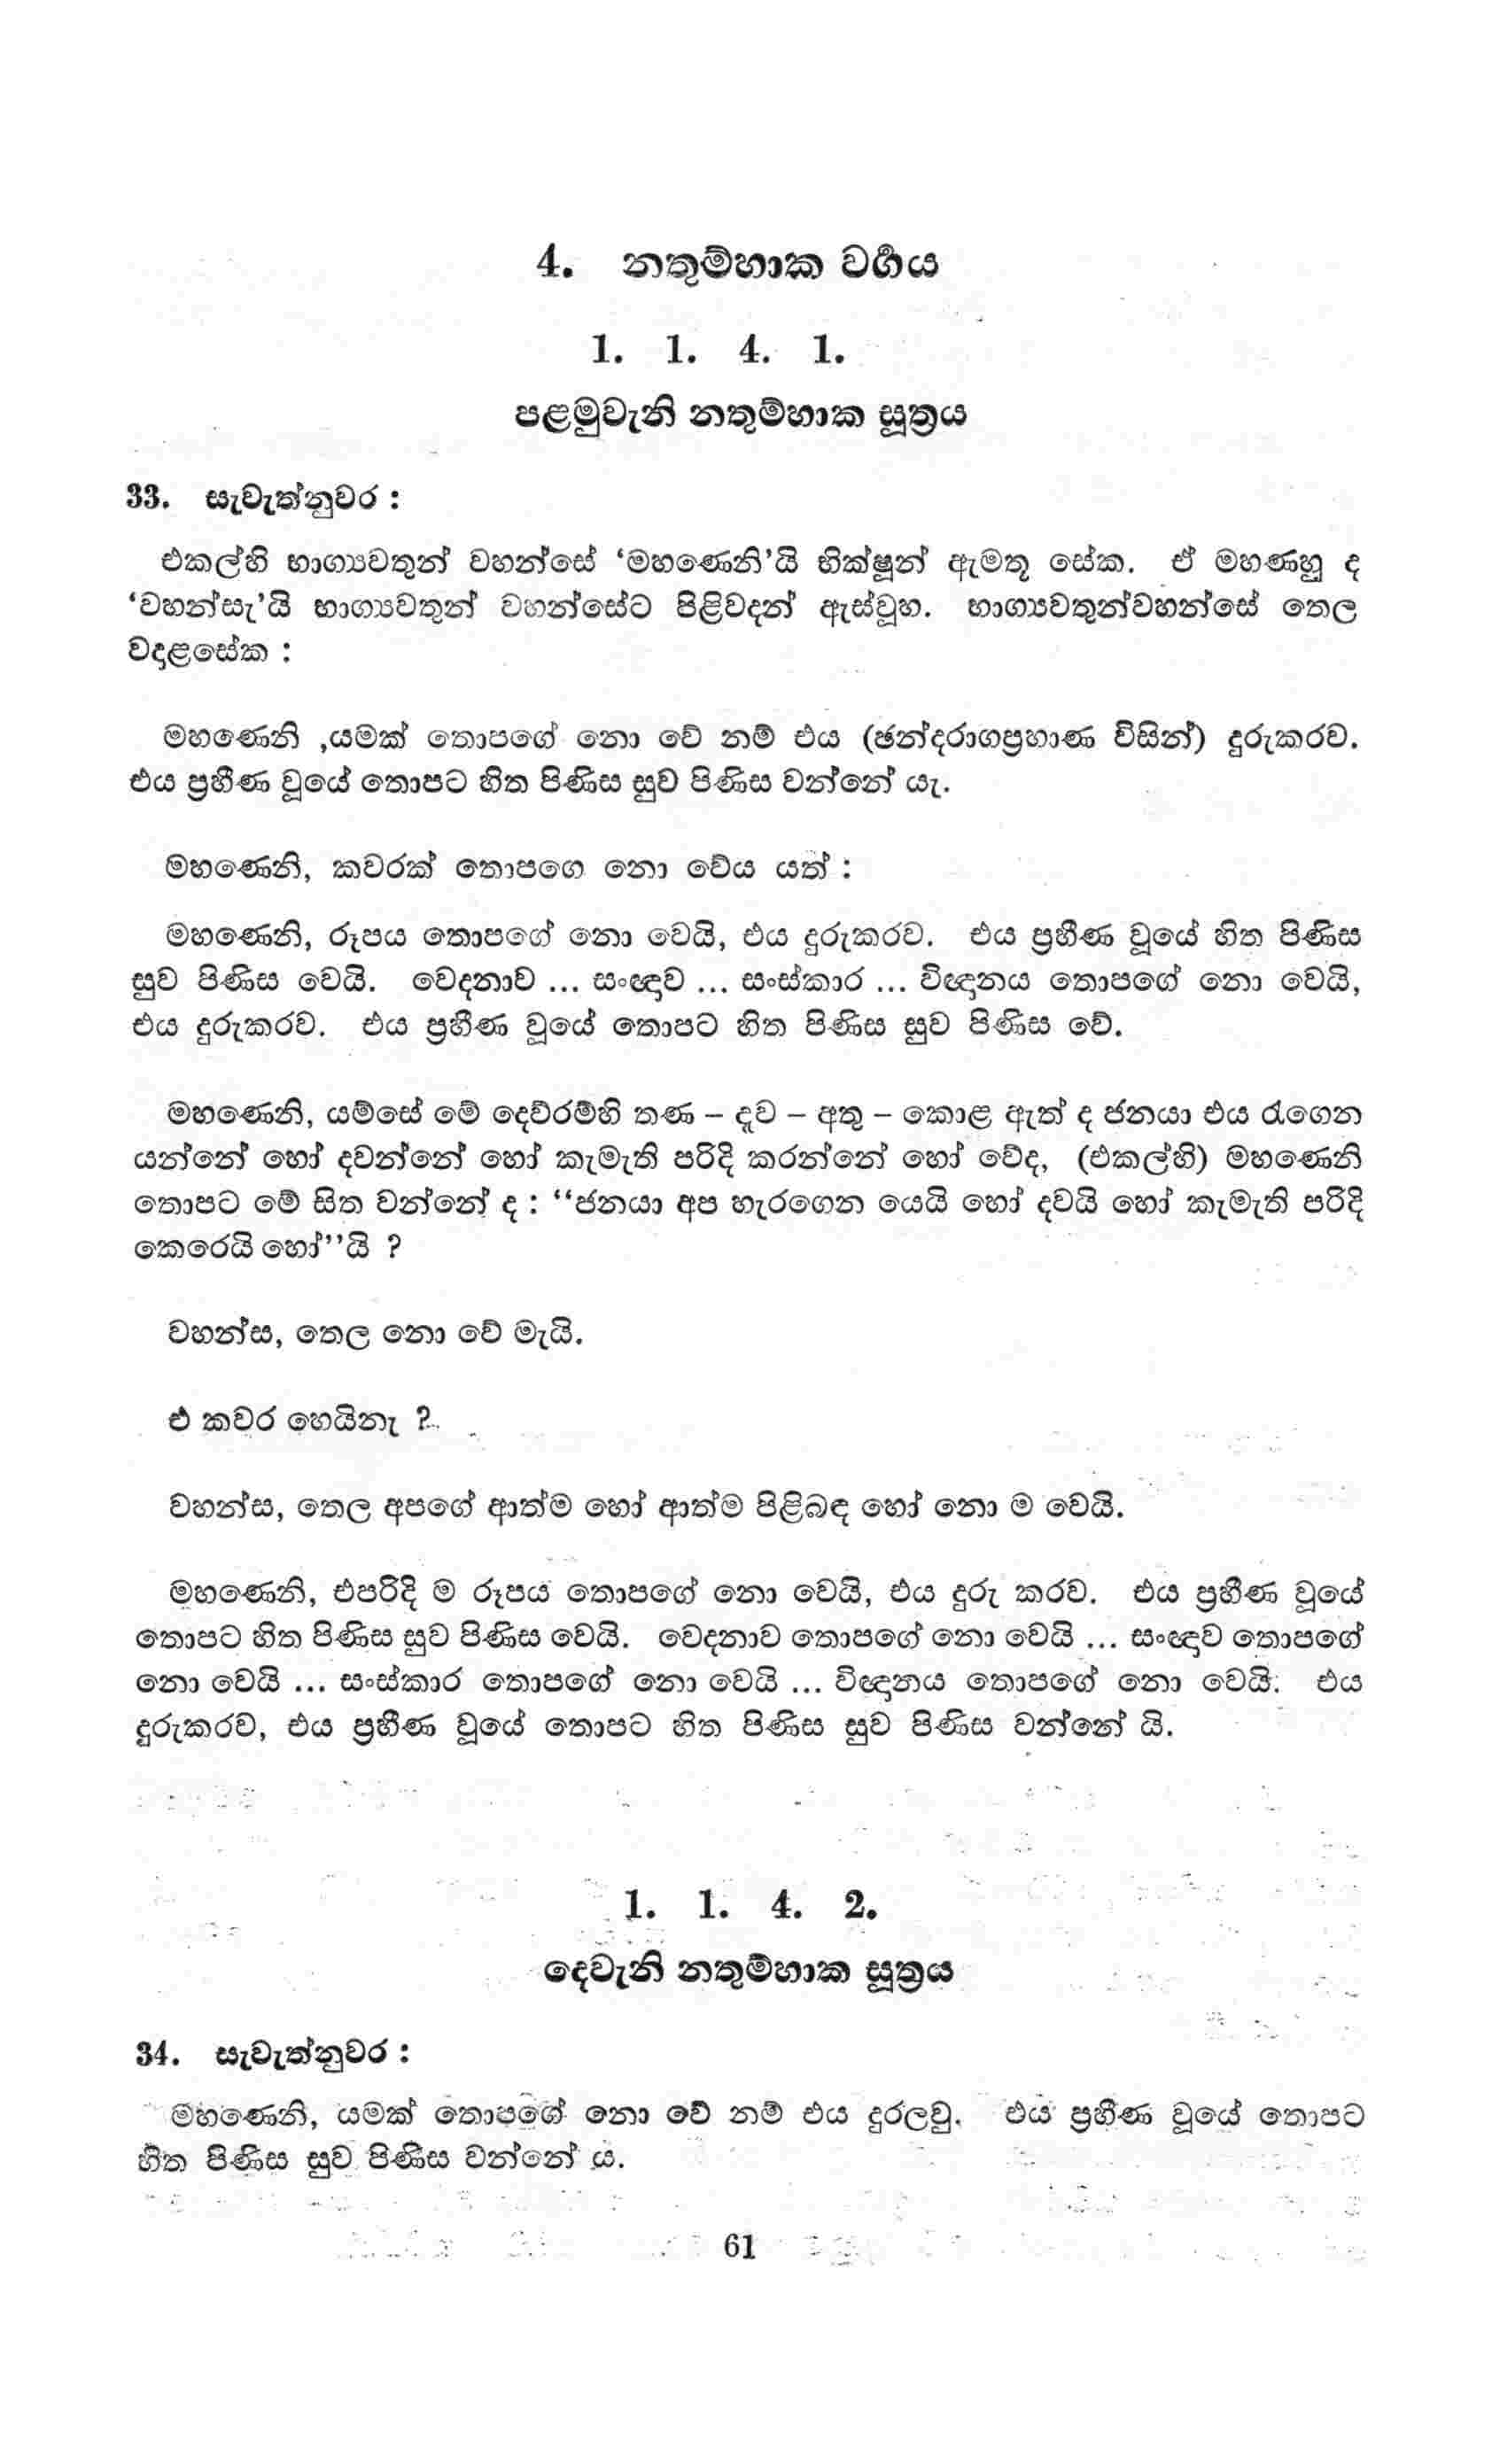 4. නතුම්හාක වර්‍ගය
1. 1. 4. 1.
පළමුවැනි නතුම්හාක සූත්‍රය
33. සැවැත්නුවර :
එකල්හි භාග්‍යවතුන් වහන්සේ ‘මහණෙනි’යි භික්ෂූන් ඇමතූ සේක. ඒ මහණහු ද
‘වහන්සැ’යි භාග්‍යවතුන් වහන්සේට පිළිවදන් ඇස්වූහ. භාග්‍යවතුන්වහන්සේ තෙල
වදාළසේක :
මහණෙනි ,යමක් තොපගේ නො වේ නම් එය (ඡන්දරාගප්‍රහාණ විසින්) දුරුකරව.
එය ප්‍රහීණ වූයේ තොපට හිත පිණිස සුව පිණිස වන්නේ යැ.
මහණෙනි, කවරක් තොපගෙ නො වේය යත් :
මහණෙනි, රූපය තොපගේ නො වෙයි, එය දුරුකරව. එය ප්‍රහීණ වූයේ හිත පිණිස
සුව පිණිස වෙයි. වෙදනාව ... සංඥාව ... සංස්කාර ... විඥානය තොපගේ නො වෙයි,
එය දුරුකරව. එය ප්‍රහීණ වූයේ තොපට හිත පිණිස සුව පිණිස වේ.
මහණෙනි, යම්සේ මේ දෙව්රම්හි තණ – දැව – අතු – කොළ ඇත් ද ජනයා එය රැගෙන
යන්නේ හෝ දවන්නේ හෝ කැමැති පරිදි කරන්නේ හෝ වේද, (එකල්හි) මහණෙනි
තොපට මේ සිත වන්නේ ද : “ජනයා අප හැරගෙන යෙයි හෝ දවයි හෝ කැමැති පරිදි
කෙරෙයි හෝ”යි ?
වහන්ස, තෙල නො වේ මැයි.
එ කවර හෙයිනැ ?
වහන්ස, තෙල අපගේ ආත්ම හෝ ආත්ම පිළිබඳ හෝ නො ම වෙයි.
මහණෙනි, එපරිදි ම රූපය තොපගේ නො වෙයි, එය දුරු කරව. එය ප්‍රහීණ වූයේ
තොපට හිත පිණිස සුව පිණිස වෙයි. වෙදනාව තොපගේ නො වෙයි ... සංඥාව තොපගේ
නො වෙයි ... සංස්කාර තොපගේ නො වෙයි ... විඥානය තොපගේ නො වෙයි. එය
දුරුකරව, එය ප්‍රහීණ වූයේ තොපට හිත පිණිස සුව පිණිස වන්නේ යි.
1. 1. 4. 2.
දෙවැනි නතුම්හාක සූත්‍රය
34. සැවැත්නුවර :
මහණෙනි, යමක් තොපගේ නො වේ නම් එය දුරලවු. එය ප්‍රහීණ වූයේ තොපට
හිත පිණිස සුව පිණිස වන්නේ ය.
61